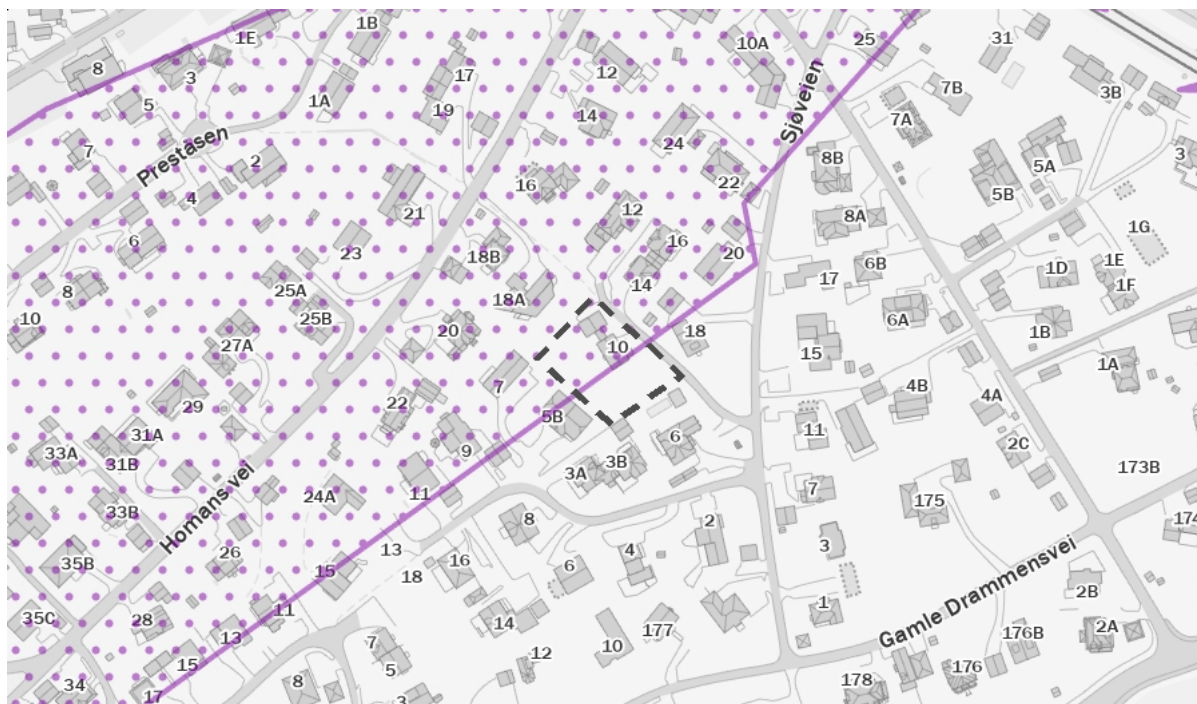 1B
1E
17
12
10A
25
31
8
3
5
1A
19
14
7B
3B
Sjøveien
7A
24
8B
5A
3
7
Prestasen
2
4
16
22
5B
6
21
12
8A
1G
23
16
18B
20
6B
17
1D
1E
1F
8
25A
18A
14
25B
6A
10
20
18
1B
27A
10
15
7
1A
29
22
5B
4B
4A
31A
9
6
11
2C
33A
31B
3A
3B
173B
11
24A
7
175
33B
Homans vei
8
2
174
35B
26
13
3
15
16
6
4
18
Gamle Drammensvei
2B
35C
28
11
14
1
13
177
176B
2A
10
7
12
15
5
34
17
8
3
178
176